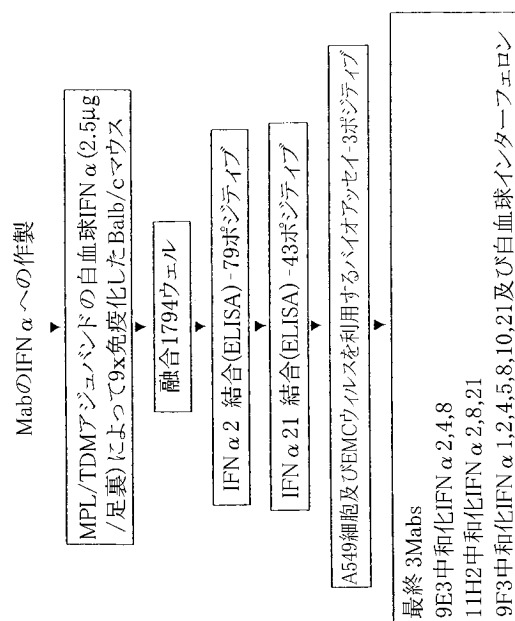 MabのIFNαへの作製
MPL/TDMアジュバンドの白血球IFNα(2.5μg
/足裏)によって9x免疫化したBalb/cマウス
融合1794ウェル
IFNα2 結合(ELISA)-79ポジティブ
IFNα21 結合(ELISA)-43ポジティブ
A549細胞及びEMCウィルスを利用するバイオアッセイ-3ポジティブ
最終 3Mabs
9E3中和化IFNα2,4,8
11H2中和化IFNα2,8,21
9F3中和化IFNα1,2,4,5,8,10,21及び白血球インターフェロン